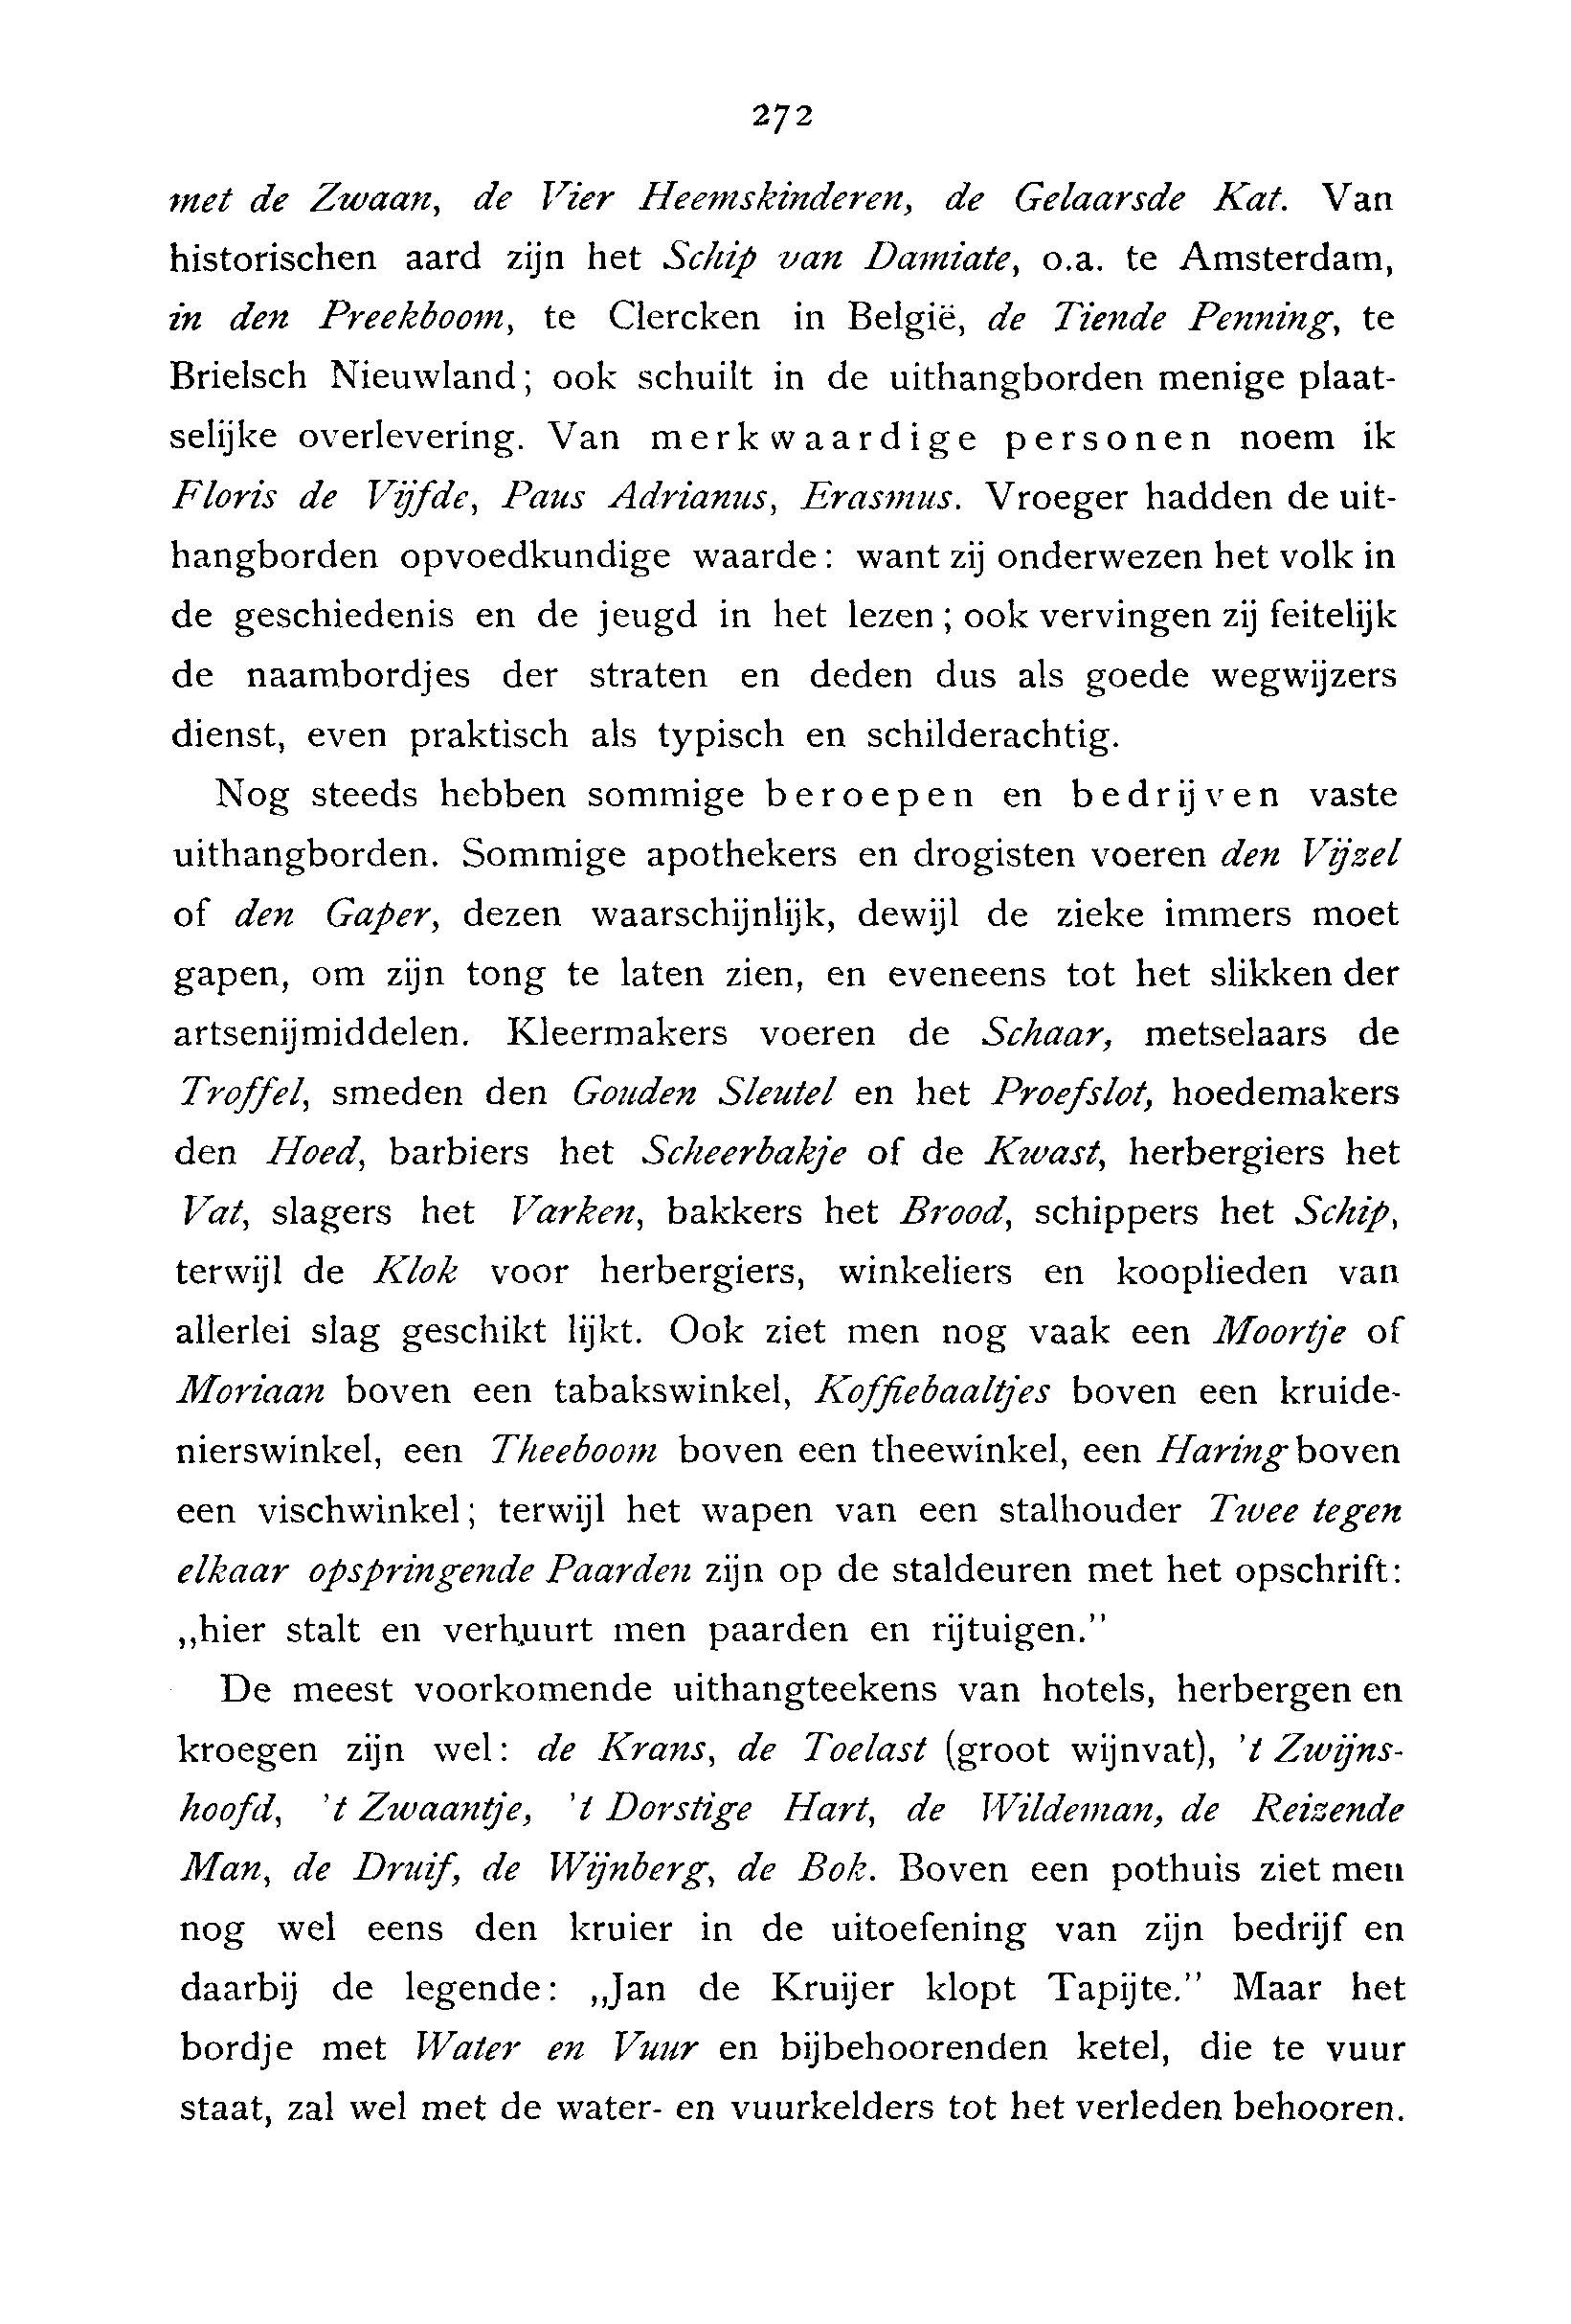 272
met de Zwaan, de Vier Heemskinderen, de Gelaarsde Kat. Van
historischen aard zijn het Schip van Damiate, o.a. te Amsterdam,
in den Preekboom, te Clercken in België, de Tiende Penning, te
Brielsch Nieuwland; ook schuilt in de uithangborden menige plaat-
selijke overlevering. Van merkwaardige personen noem ik
Floris de Vijfde, Paus Adrianus, Erasmus. Vroeger hadden de uit-
hangborden opvoedkundige waarde: want zij onderwezen het volk in
de geschiedenis en de jeugd in het lezen; ook vervingen zij feitelijk
de naambordjes der straten en deden dus als goede wegwijzers
dienst, even praktisch als typisch en schilderachtig.
Nog steeds hebben sommige beroepen en bedrijven vaste
uithangborden. Sommige apothekers en drogisten voeren den Vijzel
of den Gaper, dezen waarschijnlijk, dewijl de zieke immers moet
gapen, om zijn tong te laten zien, en eveneens tot het slikken der
artsenijmiddelen. Kleermakers voeren de Schaar, metselaars de
Troffel, smeden den Gouden Sleutel en het Proefslot, hoedemakers
den Hoed, barbiers het Scheerbakje of de Kwast, herbergiers het
Vat, slagers het Varken, bakkers het Brood, schippers het Schip,
terwijl de Klok voor herbergiers, winkeliers en kooplieden van
allerlei slag geschikt lijkt. Ook ziet men nog vaak een Moortje of
Moriaan boven een tabakswinkel, Koffiebaaltjes boven een kruide-
nierswinkel, een Theeboom boven een theewinkel, een Haring boven
een vischwinkel; terwijl het wapen van een stalhouder Twee tegen
elkaar opspringende Paarden zijn op de staldeuren met het opschrift:
„hier stalt en verhuurt men paarden en rijtuigen."
De meest voorkomende uithangteekens van hotels, herbergen en
kroegen zijn wel: de Krans, de Toelast (groot wijnvat), 't Zwijns-
hoofd, 't Zwaantje, 't Dorstige Hart, de Wildeman, de Reizende
Man, de Druif, de Wijnberg, de Bok. Boven een pothuis ziet men
nog wel eens den kruier in de uitoefening van zijn bedrijf en
daarbij de legende: „Jan de Kruijer klopt Tapijte." Maar het
bordje met Water en Vuur en bijbehoorenden ketel, die te vuur
staat, zal wel met de water- en vuurkelders tot het verleden behooren.